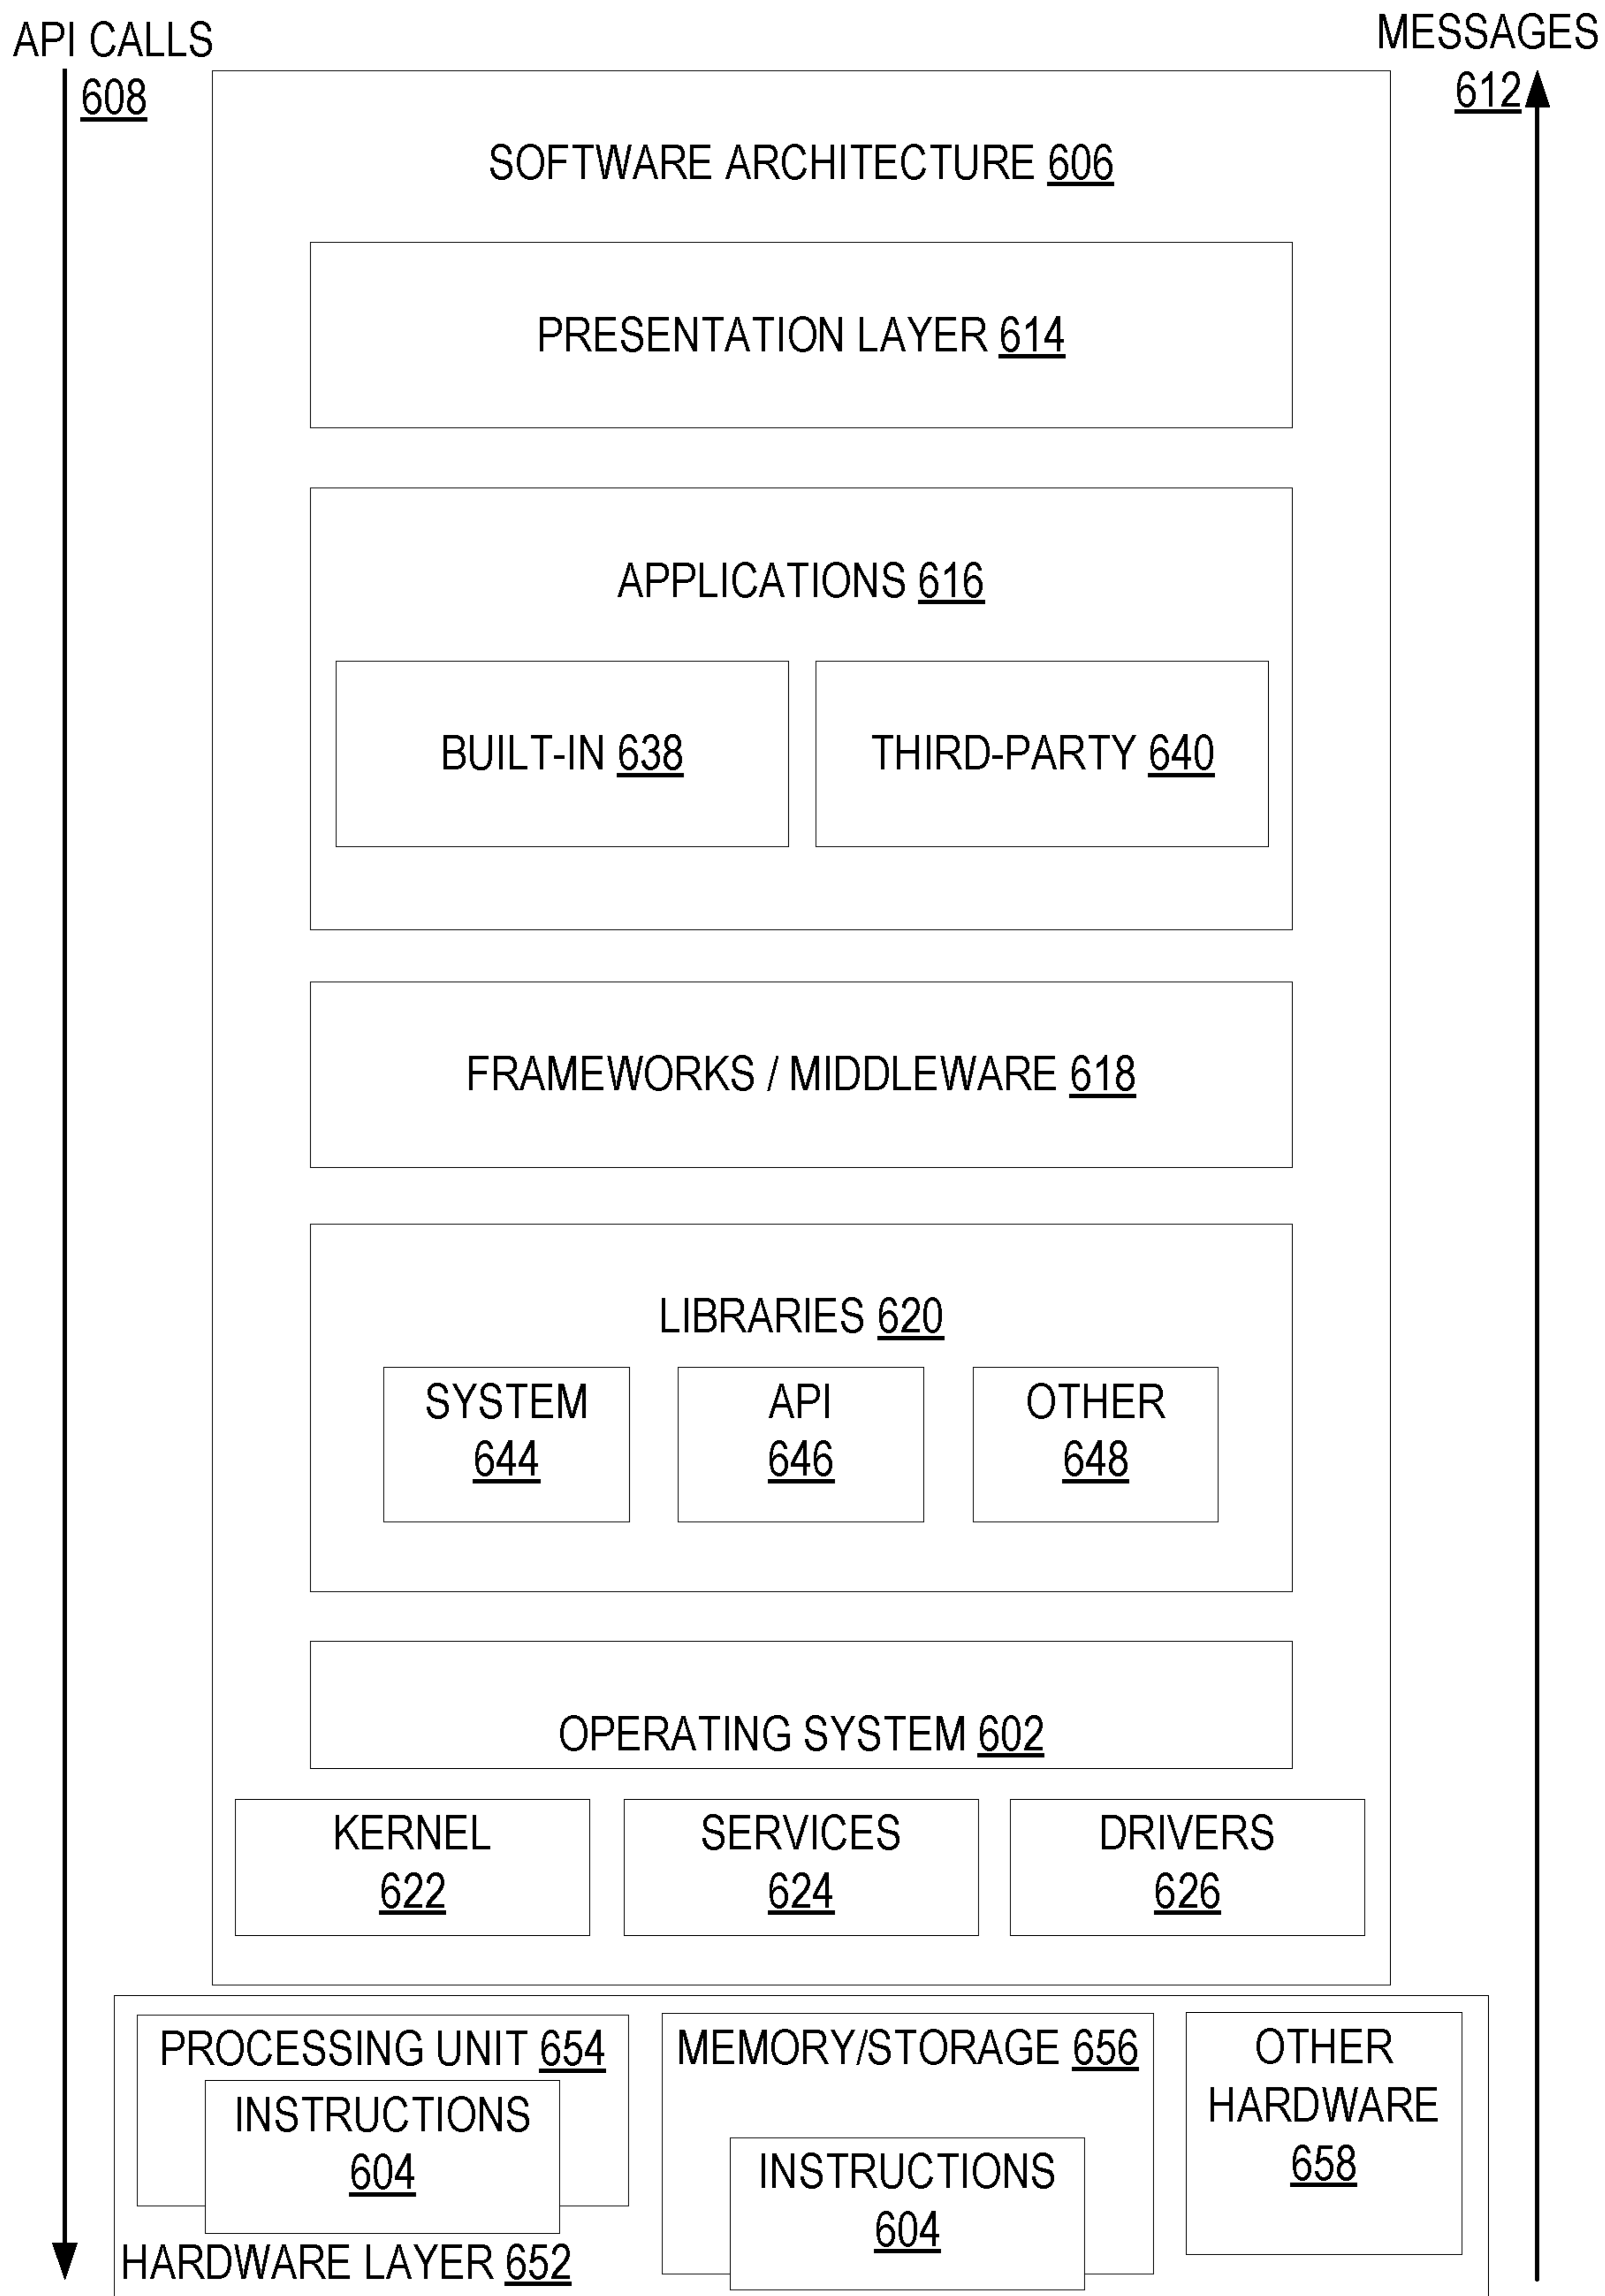 API CALLS
608
MESSAGES
612
SOFTWARE ARCHITECTURE 606
PRESENTATION LAYER 614
APPLICATIONS 616
BUILT-IN 638
THIRD-PARTY 640
FRAMEWORKS / MIDDLEWARE 618
LIBRARIES 620
SYSTEM
644
API
646
OTHER
648
OPERATING SYSTEM 602
KERNEL
622
SERVICES
624
DRIVERS
626
PROCESSING UNIT 654
INSTRUCTIONS
604
MEMORY/STORAGE 656
INSTRUCTIONS
604
OTHER
HARDWARE
658
HARDWARE LAYER 652